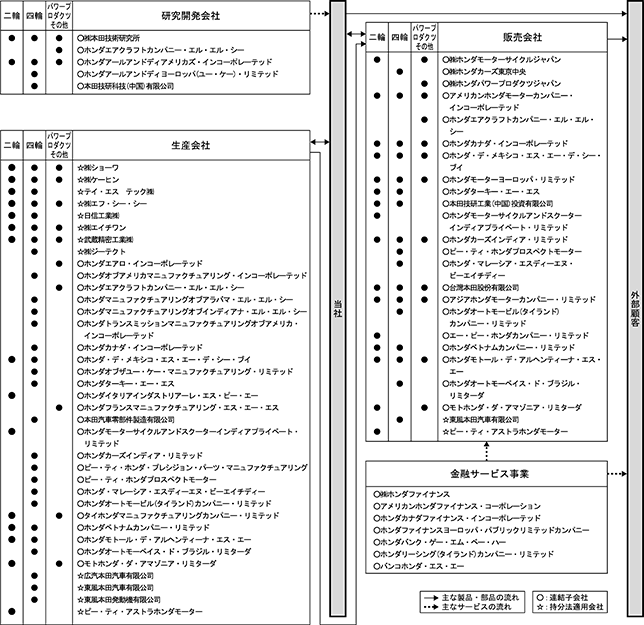 二輪 四輪 パワープロダクツその他 研究開発会社
● ● ● ○㈱本田技術研究所
● ○ホンダエアクラフトカンパニー・エル・エル・シー
● ● ● ○ホンダアールアンドディアメリカズ・インコーポレーテッド
● ○ホンダアールアンドディヨーロッパ(ユー・ケー)・リミテッド
● ○本田技研科技(中国)有限公司
二輪 四輪 パワープロダクツその他 生産会社
● ● ● ☆㈱ショーワ
● ● ● ☆㈱ケーヒン
● ● ☆テイ・エス テック㈱
● ● ● ☆㈱エフ・シー・シー
● ● ☆日信工業㈱
● ● ● ○㈱エイチワン
● ● ● ☆武蔵精密工業㈱
● ☆㈱ジーテクト
● ○ホンダエアロ・インコーポレーテッド
● ○ホンダオブアメリカマニュファクチュアリング・インコーポレーテッド
● ○ホンダエアクラフトカンパニー・エル・エル・シー
● ○ホンダマニュファクチュアリングオブアラバマ・エル・エル・シー
● ○ホンダマニュファクチュアリングオブインディアナ・エル・エル・シー
● ○ホンダトランスミッションマニュファクチュアリングオブアメリカ・
インコーポレーテッド
● ○ホンダカナダ・インコーポレーテッド
● ● ○ホンダ・デ・メキシコ・エス・エー・デ・シー・ブイ
● ○ホンダオブザユー・ケー・マニュファクチュアリング・リミテッド
● ○ホンダターキー・エー・エス
● ○ホンダイタリアインダストリアーレ・エス・ピー・エー
● ○ホンダフランスマニュファクチュアリング・エス・エー・エス
● ○本田汽車零部件製造有限公司
● ○ホンダモーターサイクルアンドスクーターインディアプライベート・
リミテッド
● ○ホンダカーズインディア・リミテッド
● ○ピー・ティ・ホンダ・プレシジョン・パーツ・マニュファクチュアリング
● ○ピー・ティ・ホンダプロスペクトモーター
● ○ホンダ・マレーシア・エスディーエヌ・ビーエイチディー
● ○ホンダオートモービル(タイランド)カンパニー・リミテッド
● ● ○タイホンダマニュファクチュアリングカンパニー・リミテッド
● ● ○ホンダベトナムカンパニー・リミテッド
● ● ○ホンダモトール・デ・アルヘンティーナ・エス・エー
● ○ホンダオートモーベイス・ド・ブラジル・リミターダ
● ● ○モトホンダ・ダ・アマゾニア・リミターダ
● ☆広汽本田汽車有限公司
● ☆東風本田汽車有限公司
● ☆東風本田発動機有限公司
● ☆ピー・ティ・アストラホンダモーター
当社
二輪 四輪 パワープロダクツその他 販売会社
● ● ○㈱ホンダモーターサイクルジャパン
● ○㈱ホンダカーズ東京中央
● ○㈱ホンダパワープロダクツジャパン
● ● ● ○アメリカンホンダモーターカンパニー・
インコーポレーテッド
● ○ホンダエアクラフトカンパニー・エル・エル・
シー
● ● ● ○ホンダカナダ・インコーポレーテッド
● ● ● ○ホンダ・デ・メキシコ・エス・エー・デ・シー・
ブイ
● ● ● ○ホンダモーターヨーロッパ・リミテッド
● ● ○ホンダターキー・エー・エス
● ● ○本田技研工業(中国)投資有限公司
● ○ホンダモーターサイクルアンドスクーター
インディアプライベート・リミテッド
● ● ○ホンダカーズインディア・リミテッド
● ○ピー・ティ・ホンダプロスペクトモーター
● ○ホンダ・マレーシア・エスディーエヌ・
ビーエイチディー
● ● ○台灣本田股份有限公司
● ● ● ○アジアホンダモーターカンパニー・リミテッド
● ○ホンダオートモービル(タイランド)
カンパニー・リミテッド
● ○エー・ピー・ホンダカンパニー・リミテッド
● ● ○ホンダベトナムカンパニー・リミテッド
● ● ● ○ホンダモトール・デ・アルヘンティーナ・エス・
エー
● ○ホンダオートモーベイス・ド・ブラジル・
リミターダ
● ● ○モトホンダ・ダ・アマゾニア・リミターダ
● ☆東風本田汽車有限公司
● ☆ピー・ティ・アストラホンダモーター
金融サービス事業
○㈱ホンダファイナンス
○アメリカンホンダファイナンス・コーポレーション
○ホンダカナダファイナンス・インコーポレーテッド
○ホンダファイナンスヨーロッパ・パブリックリミテッドカンパニー
○ホンダバンク・ゲー・エム・ベー・ハー
○ホンダリーシング(タイランド)カンパニー・リミテッド
○バンコホンダ・エス・エー
外部顧客
主な製品・部品の流れ
主なサービスの流れ
○：連結子会社
☆：持分法適用会社